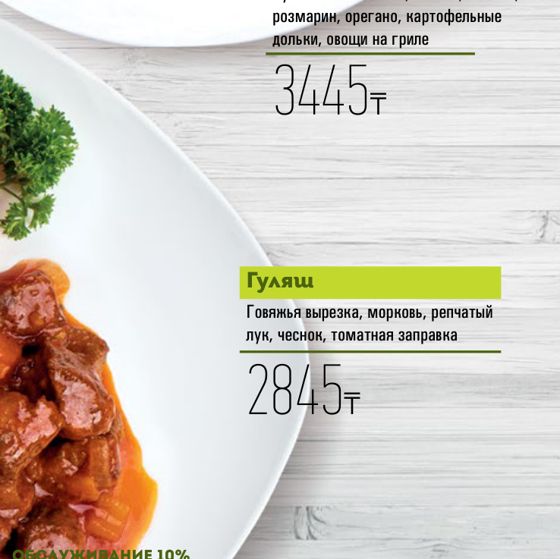 розмарин, орегано, картофельные
дольки, овощи на гриле
3445₸
Гуляш
Говяжья вырезка, морковь, репчатый
лук, чеснок, томатная заправка
2845₸
ОБСЛУЖИВАНИЕ 10%